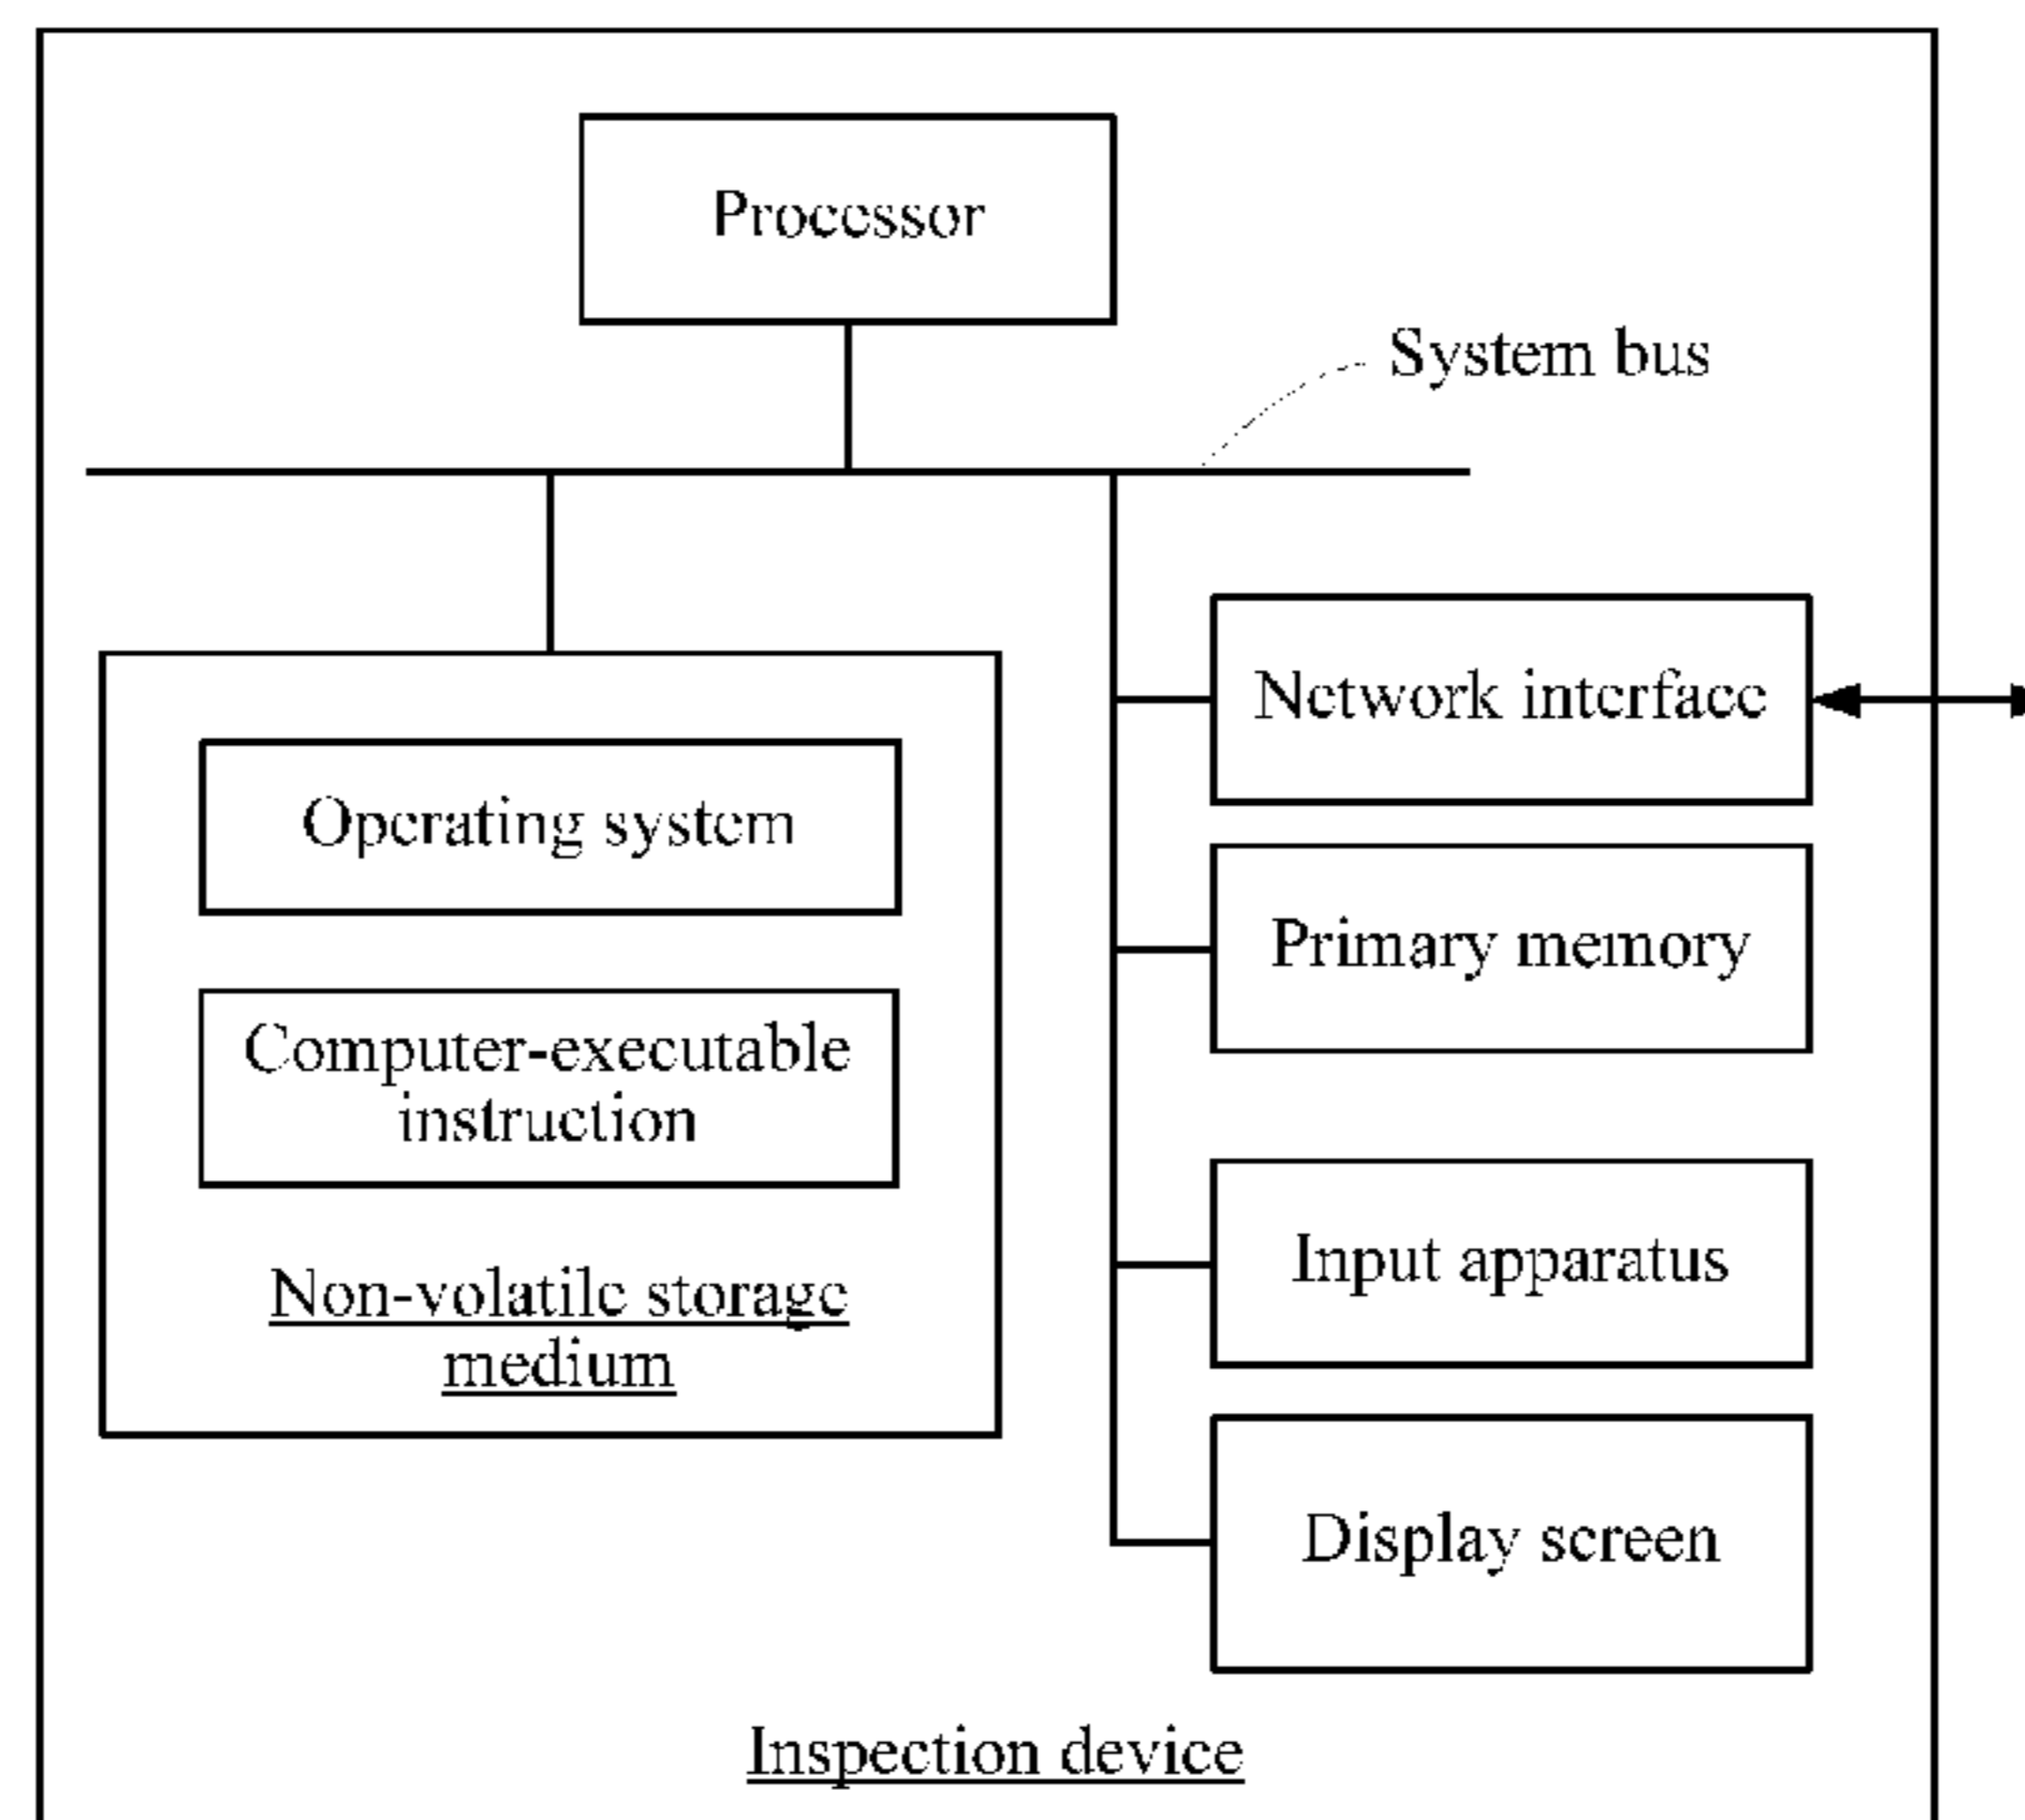 Processor
System bus
Network interface
Operating system
Primary memory
Computer-executable
instruction
Input apparatus
Non-volatile storage
medium
Display screen
Inspection device